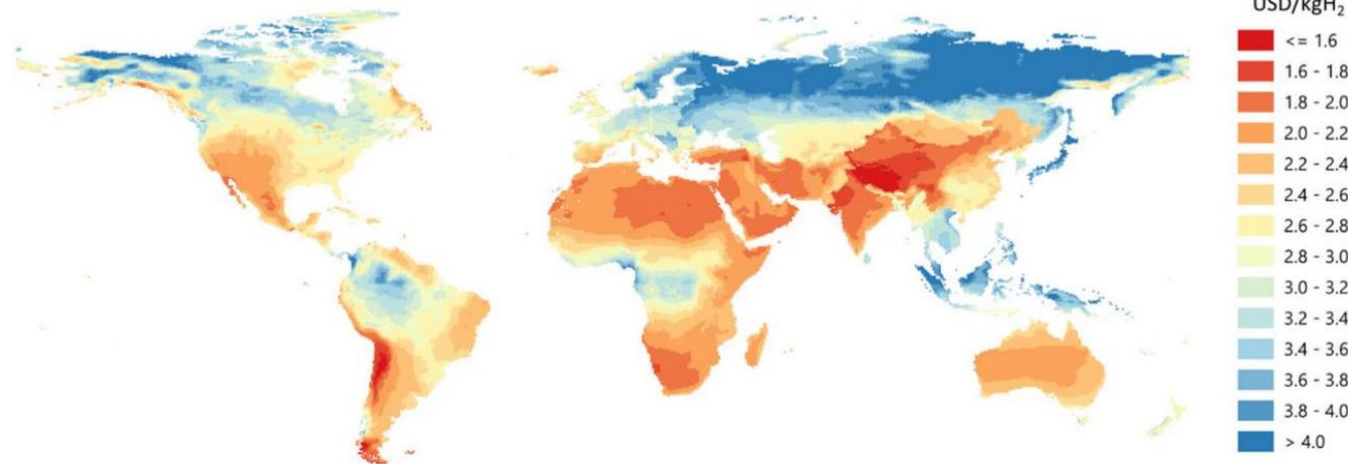 USD/kgH₂
<= 1.6
1.6 - 1.8
1.8 - 2.0
2.0 - 2.2
2.2 - 2.4
2.4 - 2.6
2.6 - 2.8
2.8 - 3.0
3.0 - 3.2
3.2 - 3.4
3.4 - 3.6
3.6 - 3.8
3.8 - 4.0
> 4.0